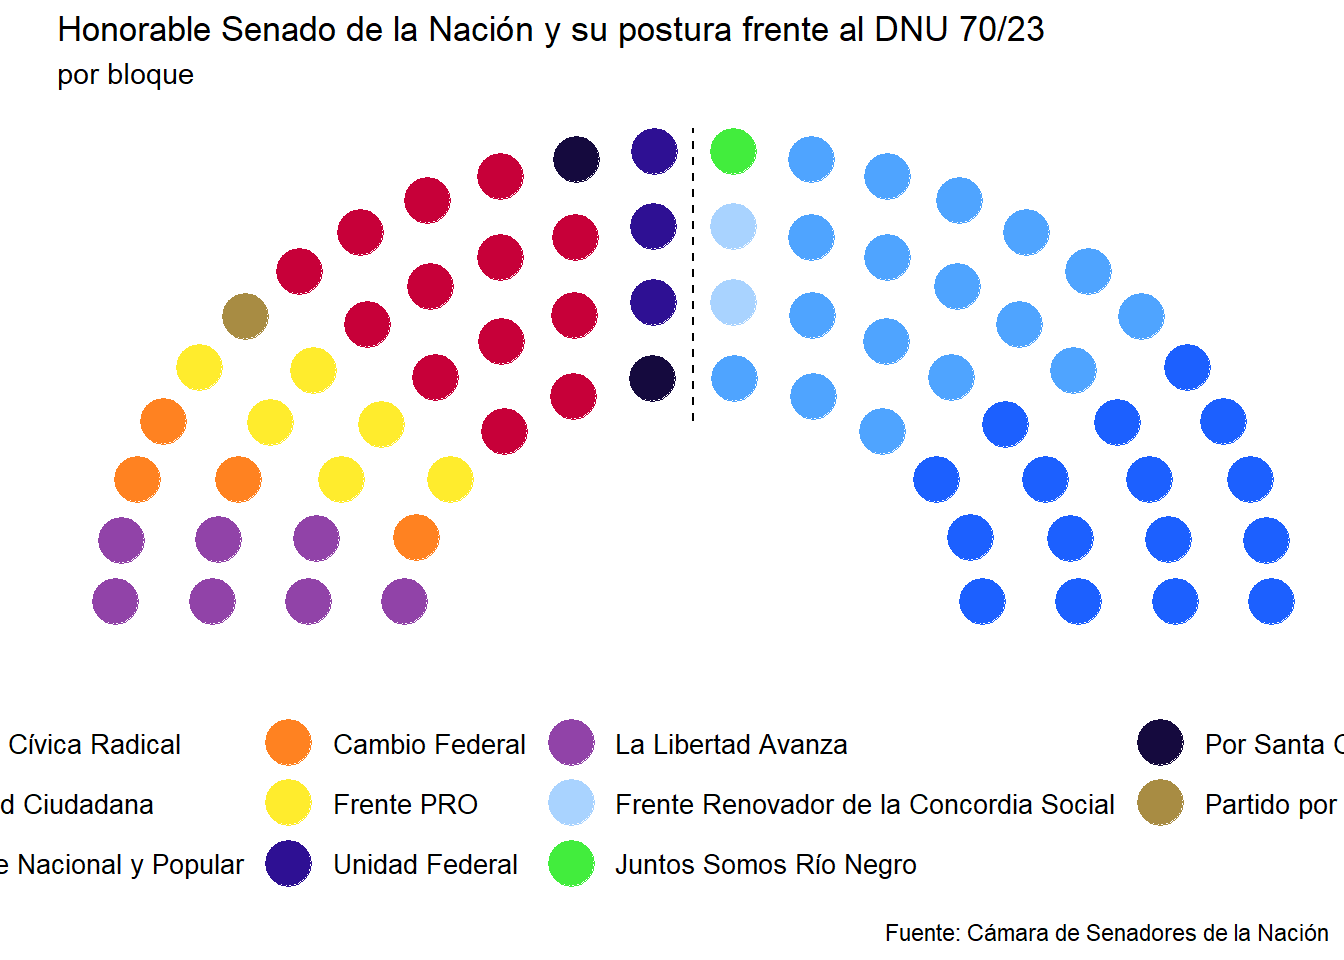 Honorable Senado de la Nación y su postura frente al DNU 70/23
por bloque
Cívica Radical Cambio Federal La Libertad Avanza Por Santa
Ciudadana Frente PRO Frente Renovador de la Concordia Social Partido por
Nacional y Popular Unidad Federal Juntos Somos Río Negro
Fuente: Cámara de Senadores de la Nación